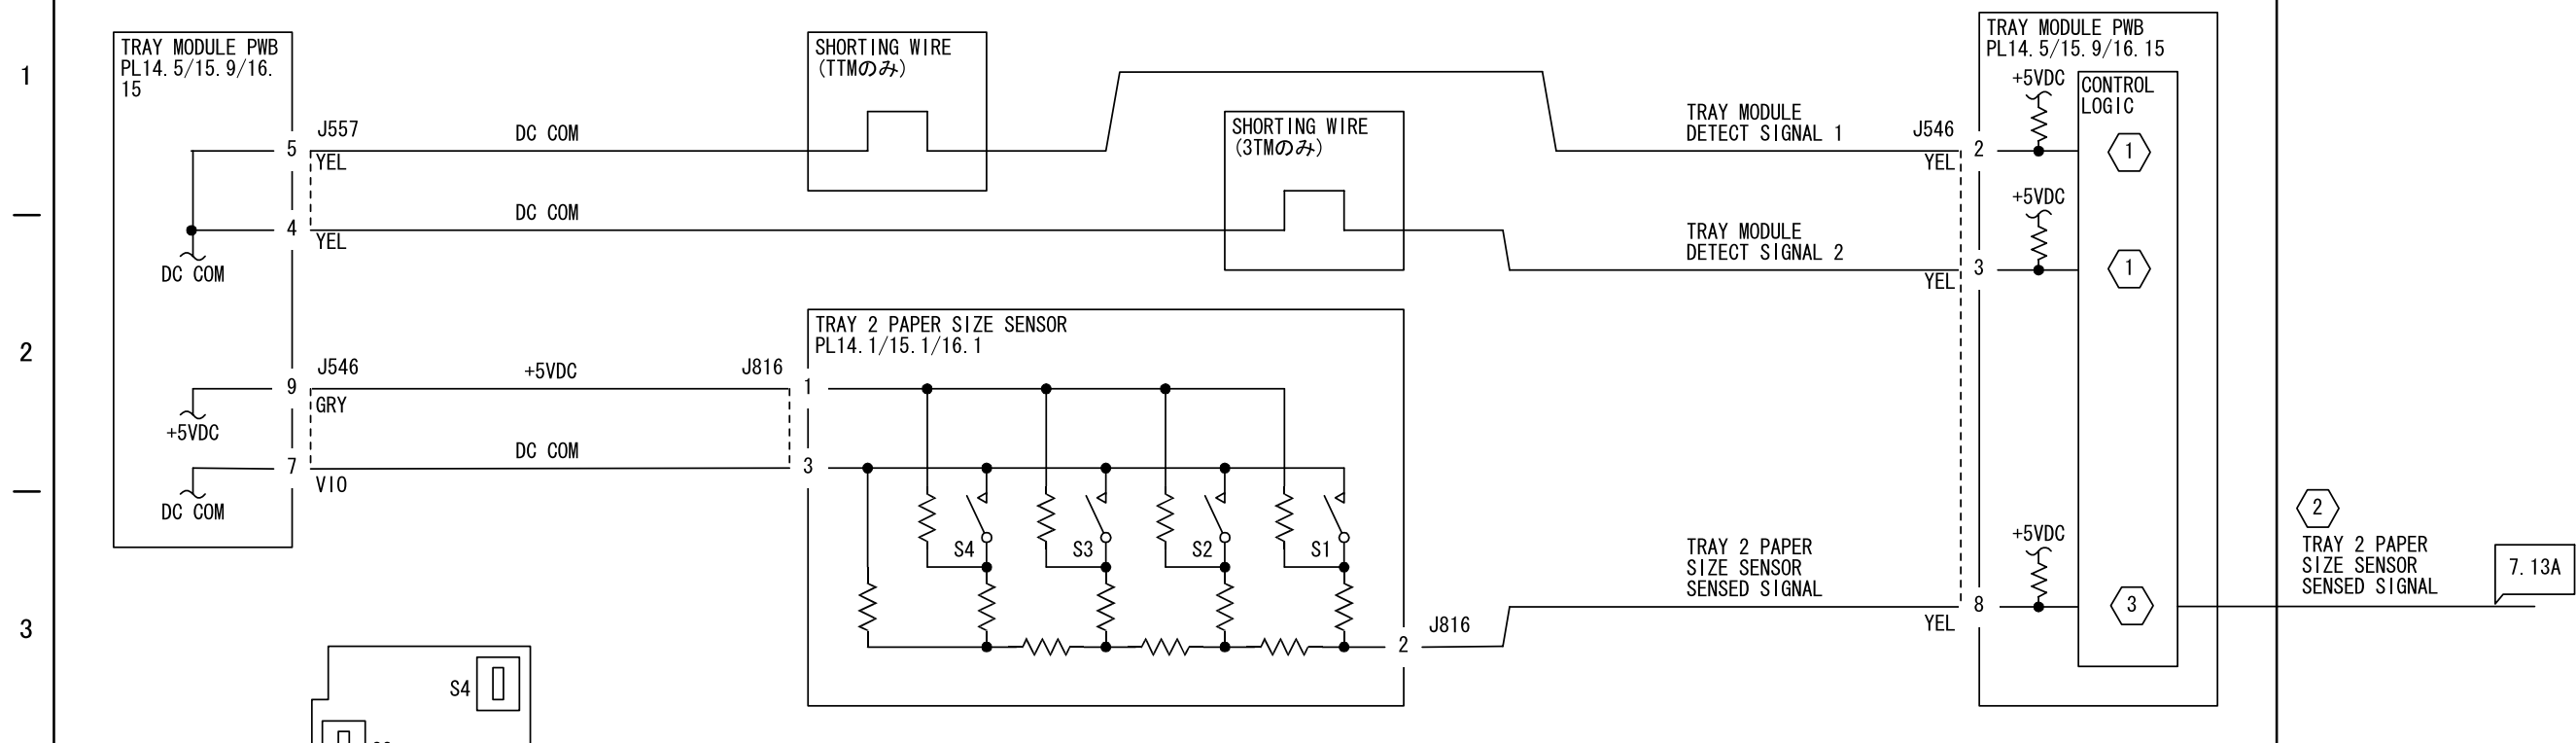 1
2
3
TRAY MODULE PWB
PL14.5/15.9/16.
15
J557
5
YEL
DC COM
4
YEL
DC COM
DC COM
J546
9
GRY
+5VDC
+5VDC
7
VIO
DC COM
DC COM
SHORTING WIRE
(TTMのみ)
SHORTING WIRE
(3TMのみ)
TRAY 2 PAPER SIZE SENSOR
PL14.1/15.1/16.1
J816
1
3
S4
S3
S2
S1
2
J816
TRAY MODULE
DETECT SIGNAL 1
TRAY MODULE
DETECT SIGNAL 2
TRAY 2 PAPER
SIZE SENSOR
SENSED SIGNAL
J546
YEL
2
YEL
3
YEL
8
TRAY MODULE PWB
PL14.5/15.9/16.15
+5VDC
+5VDC
+5VDC
CONTROL
LOGIC
1
1
3
2
TRAY 2 PAPER
SIZE SENSOR
SENSED SIGNAL
7.13A
S4